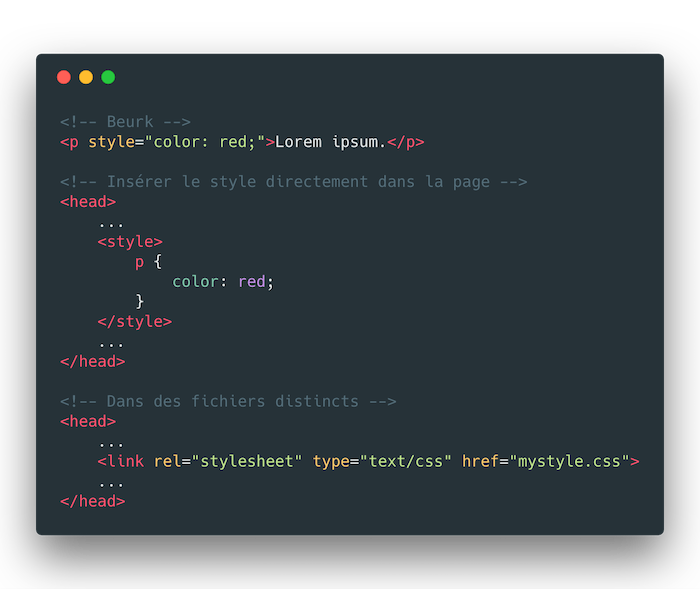 <!-- Beurk -->
<p style="color: red;">Lorem ipsum.</p>
<!-- Insérer le style directement dans la page -->
<head>
...
<style>
p {
color: red;
}
</style>
...
</head>
<!-- Dans des fichiers distincts -->
<head>
...
<link rel="stylesheet" type="text/css" href="mystyle.css">
...
</head>